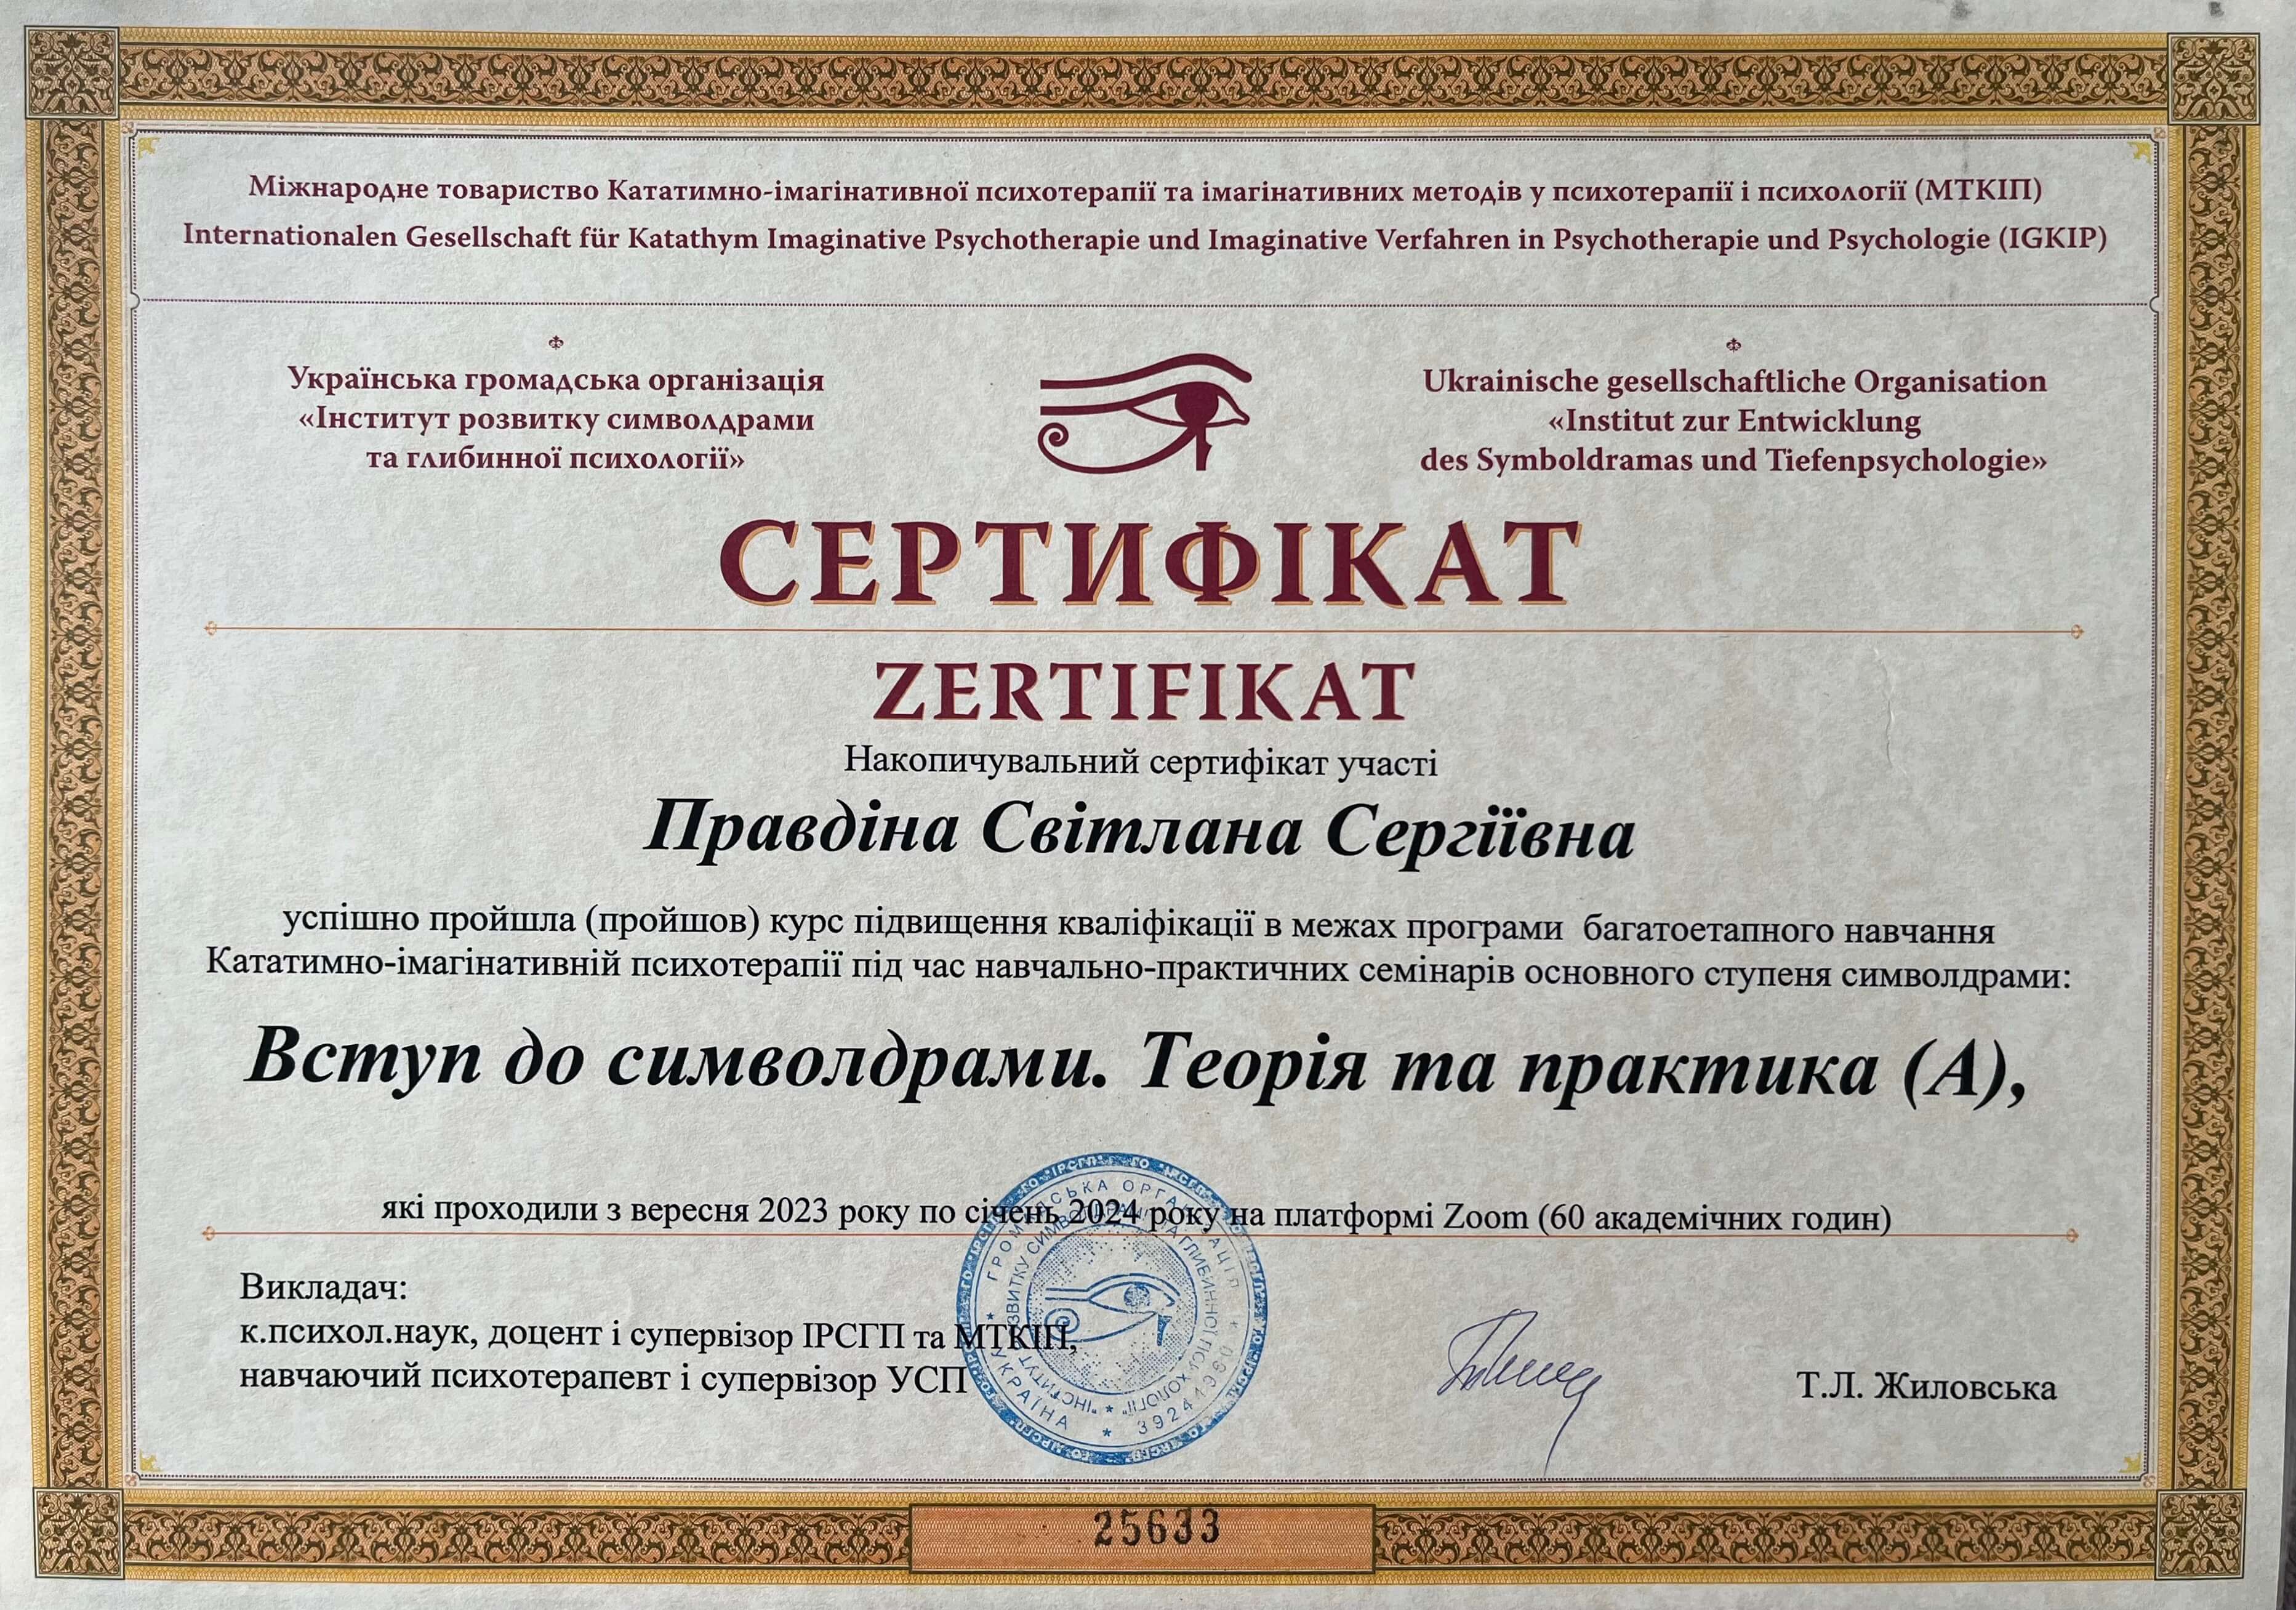 Міжнародне товариство Кататимно-імагінативної психотерапії та імагінативних методів у психотерапії і психології (МТКІП)
Internationalen Gesellschaft für Katathym Imaginative Psychotherapie und Imaginative Verfahren in Psychotherapie und Psychologie (IGKIP)
Українська громадська організація
«Інститут розвитку символдрами
та глибинної психології»
Ukrainische gesellschaftliche Organisation
«Institut zur Entwicklung
des Symboldramas und Tiefenpsychologie»
СЕРТИФІКАТ
ZERTIFIKAT
Накопичувальний сертифікат участі
Правдіна Світлана Сергіївна
успішно пройшла (пройшов) курс підвищення кваліфікації в межах програми багатоетапного навчання
Кататимно-імагінативній психотерапії під час навчально-практичних семінарів основного ступеня символдрами:
Вступ до символдрами. Теорія та практика (А),
які проходили з вересня 2023 року по січень 2024 року на платформі Zoom (60 академічних годин)
Викладач:
к.психол.наук, доцент і супервізор ІРСГП та МТКІП,
навчаючий психотерапевт і супервізор УСП
Т.Л. Жиловська
ГРОМАДСЬКА ОРГАНІЗАЦІЯ
УКРАЇНА
25633